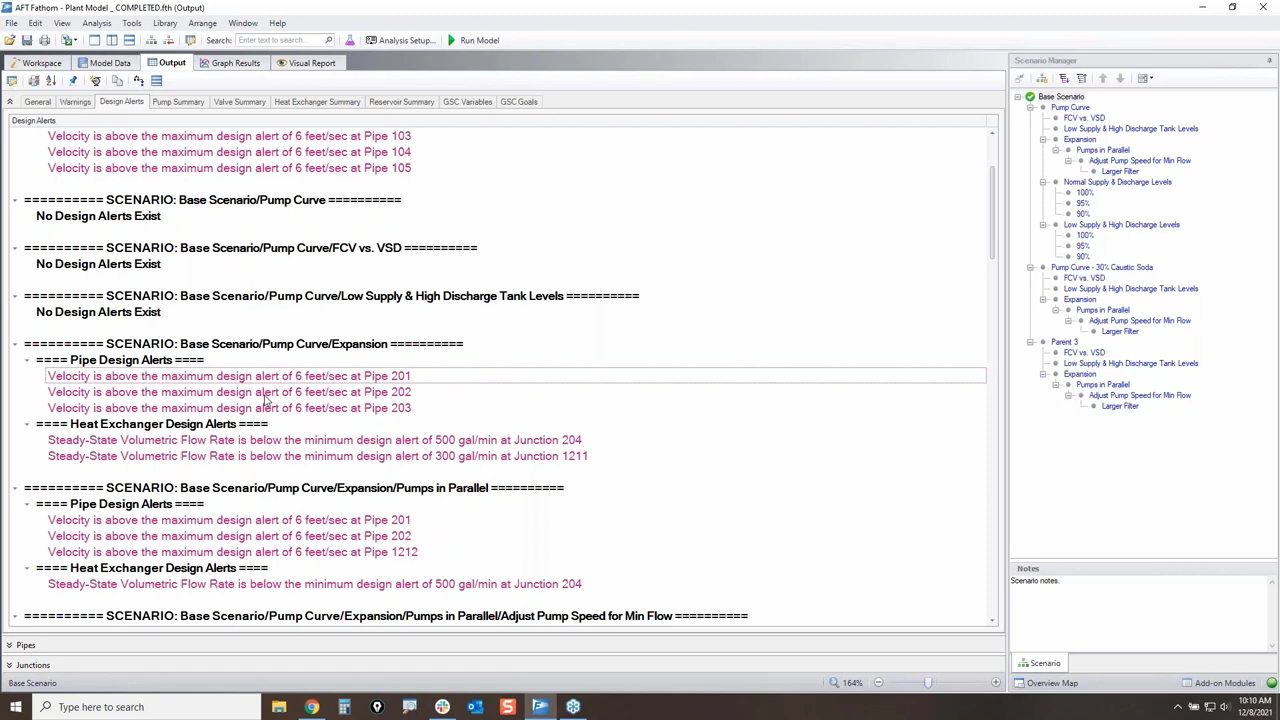 AFT Fathom - Plant Model _ COMPLETED.fth (Output)
File Edit View Analysis Tools Library Arrange Window Help
Search: Enter text to search.. Analysis Setup... Run Model
Workspace Model Data Output Graph Results Visual Report
General Warnings Design Alerts Pump Summary Valve Summary Heat Exchanger Summary Reservoir Summary GSC Variables GSC Goals
Design Alerts
Velocity is above the maximum design alert of 6 feet/sec at Pipe 103
Velocity is above the maximum design alert of 6 feet/sec at Pipe 104
Velocity is above the maximum design alert of 6 feet/sec at Pipe 105
========== SCENARIO: Base Scenario/Pump Curve ==========
No Design Alerts Exist
========== SCENARIO: Base Scenario/Pump Curve/FCV vs. VSD ==========
No Design Alerts Exist
========== SCENARIO: Base Scenario/Pump Curve/Low Supply & High Discharge Tank Levels ==========
No Design Alerts Exist
========== SCENARIO: Base Scenario/Pump Curve/Expansion ==========
==== Pipe Design Alerts ====
Velocity is above the maximum design alert of 6 feet/sec at Pipe 201
Velocity is above the maximum design alert of 6 feet/sec at Pipe 202
Velocity is above the maximum design alert of 6 feet/sec at Pipe 203
==== Heat Exchanger Design Alerts ====
Steady-State Volumetric Flow Rate is below the minimum design alert of 500 gal/min at Junction 204
Steady-State Volumetric Flow Rate is below the minimum design alert of 300 gal/min at Junction 1211
========== SCENARIO: Base Scenario/Pump Curve/Expansion/Pumps in Parallel ==========
==== Pipe Design Alerts ====
Velocity is above the maximum design alert of 6 feet/sec at Pipe 201
Velocity is above the maximum design alert of 6 feet/sec at Pipe 202
Velocity is above the maximum design alert of 6 feet/sec at Pipe 1212
==== Heat Exchanger Design Alerts ====
Steady-State Volumetric Flow Rate is below the minimum design alert of 500 gal/min at Junction 204
========== SCENARIO: Base Scenario/Pump Curve/Expansion/Pumps in Parallel/Adjust Pump Speed for Min Flow ==========
Pipes
Junctions
Base Scenario
164%
Scenario Manager
Base Scenario
Pump Curve
FCV vs. VSD
Low Supply & High Discharge Tank Levels
Expansion
Pumps in Parallel
Adjust Pump Speed for Min Flow
Larger Filter
Normal Supply & Discharge Levels
100%
95%
90%
Low Supply & High Discharge Levels
100%
95%
90%
Pump Curve - 30% Caustic Soda
FCV vs. VSD
Low Supply & High Discharge Tank Levels
Expansion
Pumps in Parallel
Adjust Pump Speed for Min Flow
Larger Filter
Parent 3
FCV vs. VSD
Low Supply & High Discharge Tank Levels
Expansion
Pumps in Parallel
Adjust Pump Speed for Min Flow
Larger Filter
Notes
Scenario notes.
Scenario
Overview Map Add-on Modules
Type here to search
10:10 AM
12/8/2021